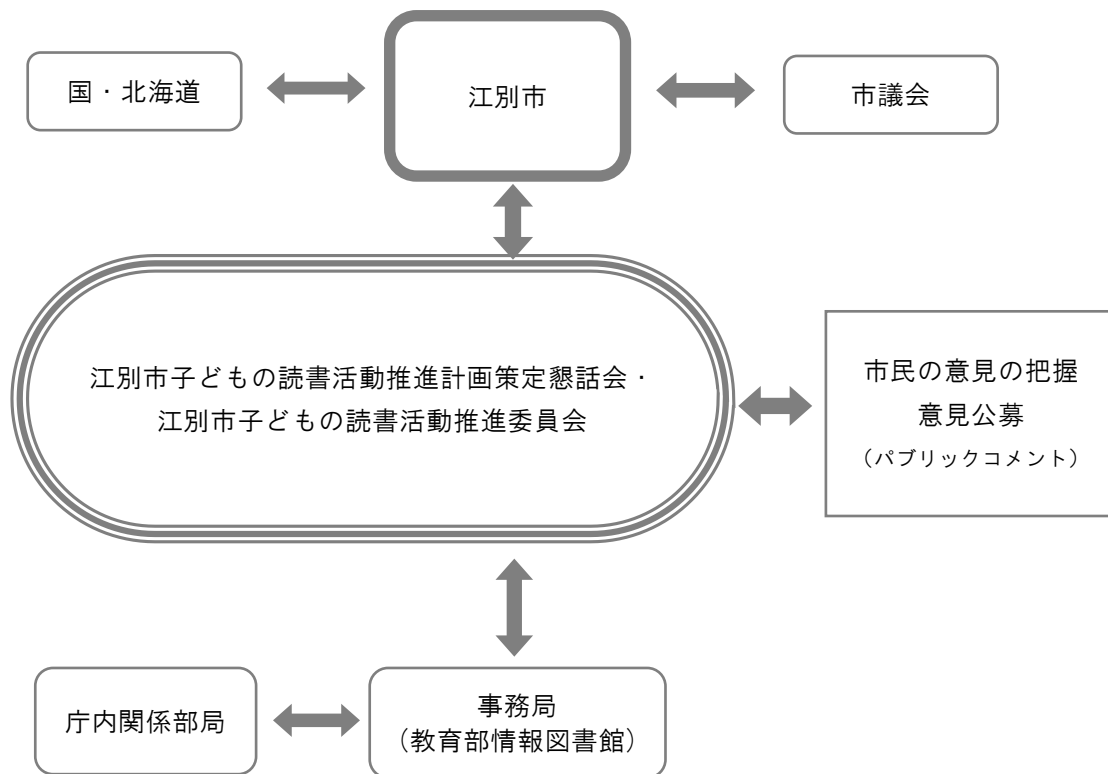 国・北海道
江別市
市議会
江別市子どもの読書活動推進計画策定懇話会・
江別市子どもの読書活動推進委員会
市民の意見の把握
意見公募
（パブリックコメント）
庁内関係部局
事務局
（教育部情報図書館）